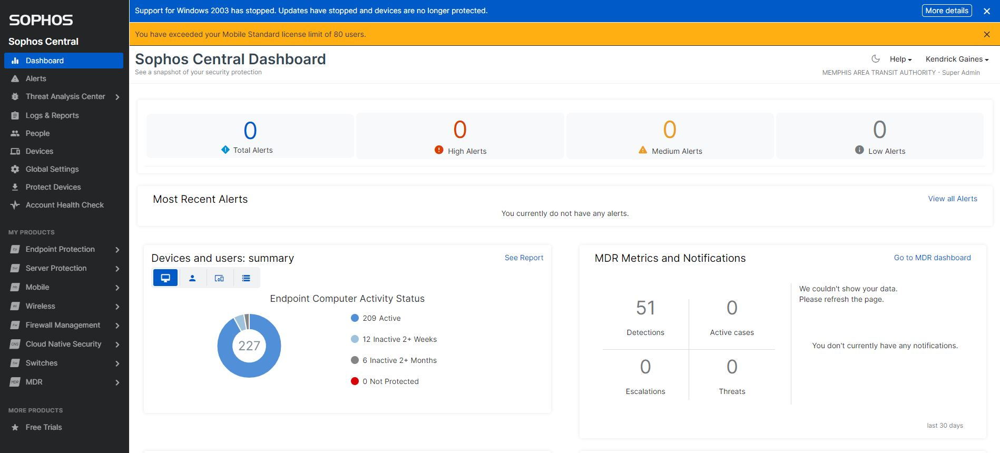 SOPHOS
Sophos Central
Dashboard
Alerts
Threat Analysis Center
Logs & Reports
People
Devices
Global Settings
Protect Devices
Account Health Check
MY PRODUCTS
Endpoint Protection
Server Protection
Mobile
Wireless
Firewall Management
Cloud Native Security
Switches
MDR
MORE PRODUCTS
Free Trials
Support for Windows 2003 has stopped. Updates have stopped and devices are no longer protected.
More details
You have exceeded your Mobile Standard license limit of 80 users.
Sophos Central Dashboard
See a snapshot of your security protection
Help
Kendrick Gaines
MEMPHIS AREA TRANSIT AUTHORITY · Super Admin
0
Total Alerts
0
High Alerts
0
Medium Alerts
0
Low Alerts
Most Recent Alerts
View all Alerts
You currently do not have any alerts.
Devices and users: summary
See Report
Endpoint Computer Activity Status
227
209 Active
12 Inactive 2+ Weeks
6 Inactive 2+ Months
0 Not Protected
MDR Metrics and Notifications
Go to MDR dashboard
51
Detections
0
Active cases
0
Escalations
0
Threats
We couldn't show your data.
Please refresh the page.
You don't currently have any notifications.
last 30 days